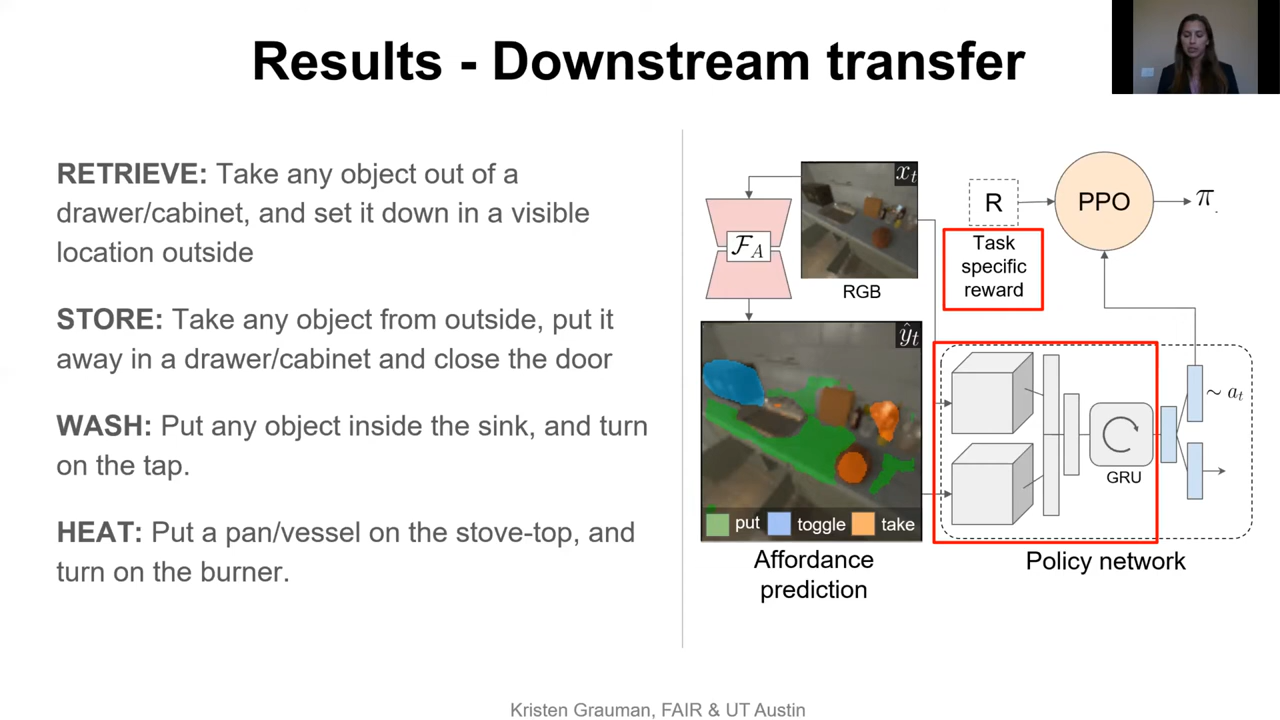 Results - Downstream transfer
RETRIEVE: Take any object out of a
drawer/cabinet, and set it down in a visible
location outside
STORE: Take any object from outside, put it
away in a drawer/cabinet and close the door
WASH: Put any object inside the sink, and turn
on the tap.
HEAT: Put a pan/vessel on the stove-top, and
turn on the burner.
x_t
R
PPO
π
F_A
RGB
Task
specific
reward
ŷ_t
~ a_t
GRU
put toggle take
Affordance
prediction
Policy network
Kristen Grauman, FAIR & UT Austin